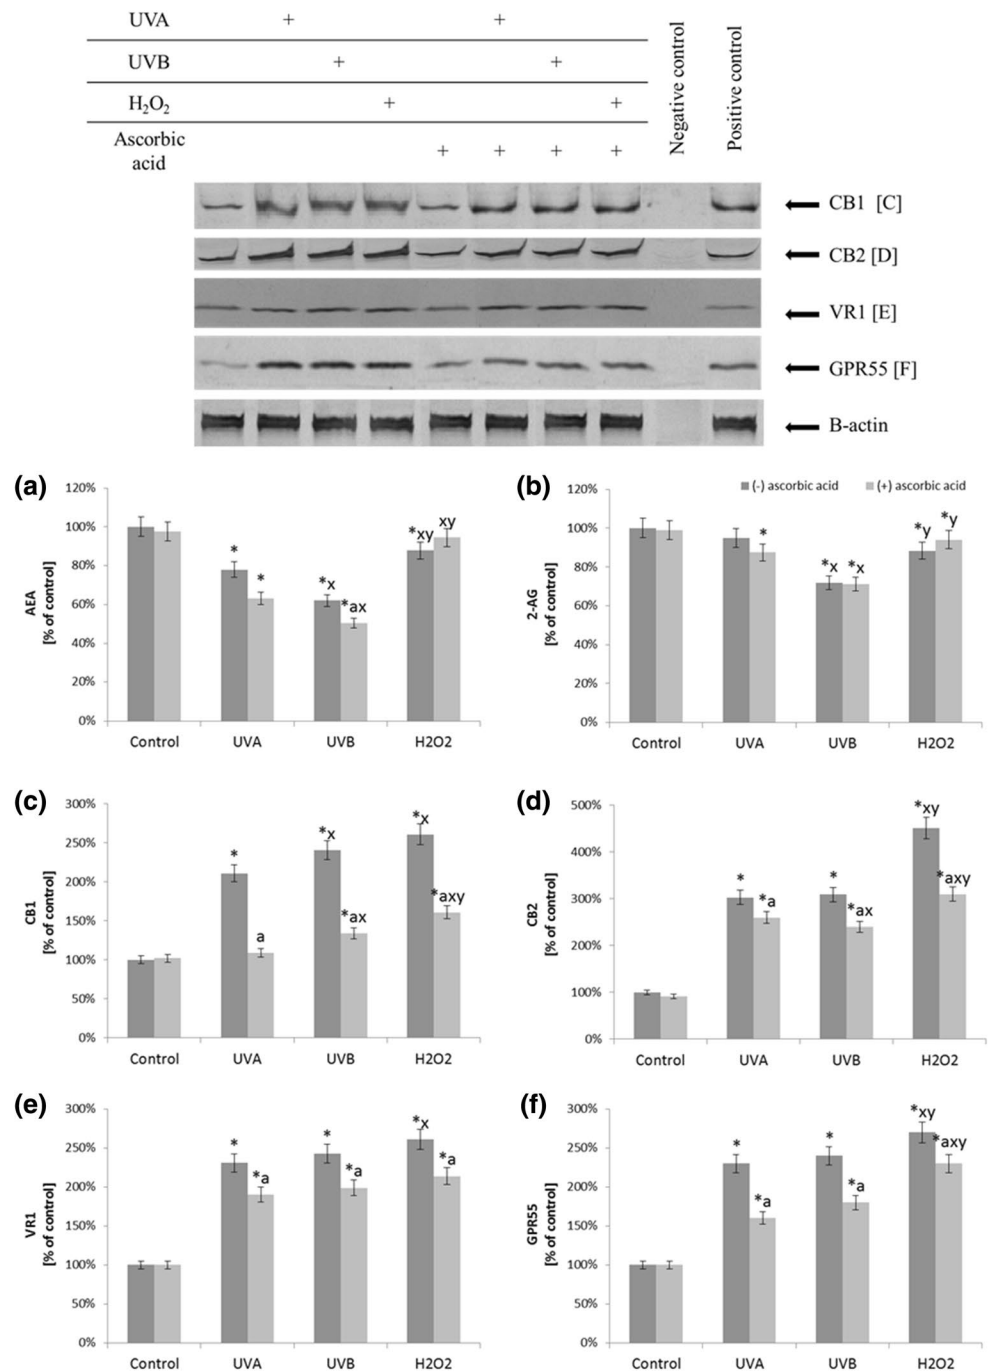 UVA + +
UVB + +
H₂O₂ + +
Ascorbic
acid + + + +
Negative control
Positive control
CB1 [C]
CB2 [D]
VR1 [E]
GPR55 [F]
B-actin
(a)
AEA
[% of control]
120%
100%
80%
60%
40%
20%
0%
*
*
*x
*ax
*xy
xy
Control UVA UVB H2O2
(b)
(-) ascorbic acid (+) ascorbic acid
2-AG
[% of control]
120%
100%
80%
60%
40%
20%
0%
*
*x
*x
*y
*y
Control UVA UVB H2O2
(c)
CB1
[% of control]
300%
250%
200%
150%
100%
50%
0%
*
a
*x
*ax
*x
*axy
Control UVA UVB H2O2
(d)
CB2
[% of control]
500%
400%
300%
200%
100%
0%
*
*a
*
*ax
*xy
*axy
Control UVA UVB H2O2
(e)
VR1
[% of control]
300%
250%
200%
150%
100%
50%
0%
*
*a
*
*a
*x
*a
Control UVA UVB H2O2
(f)
GPR55
[% of control]
300%
250%
200%
150%
100%
50%
0%
*
*a
*
*a
*xy
*axy
Control UVA UVB H2O2